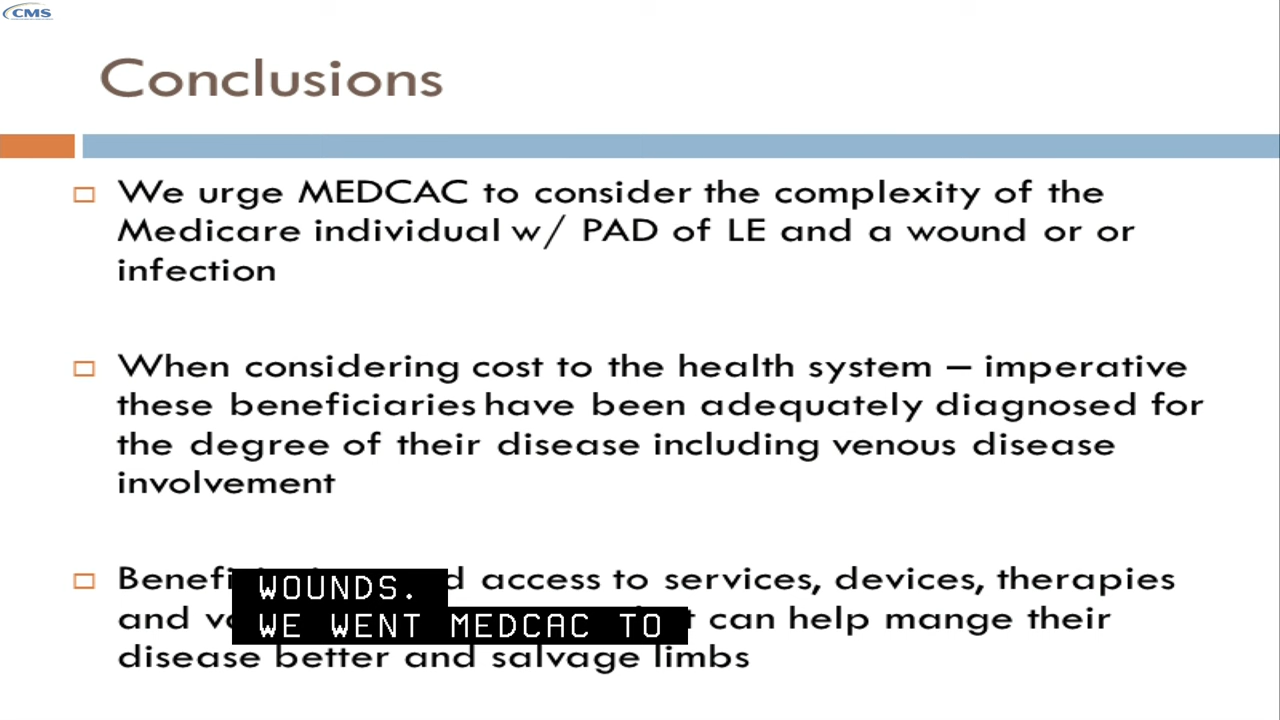 CMS
Conclusions
We urge MEDCAC to consider the complexity of the
Medicare individual w/ PAD of LE and a wound or or
infection
When considering cost to the health system – imperative
these beneficiaries have been adequately diagnosed for
the degree of their disease including venous disease
involvement
access to services, devices, therapies
WOUNDS.
and can help mange their
WE WENT MEDCAC TO
disease better and salvage limbs